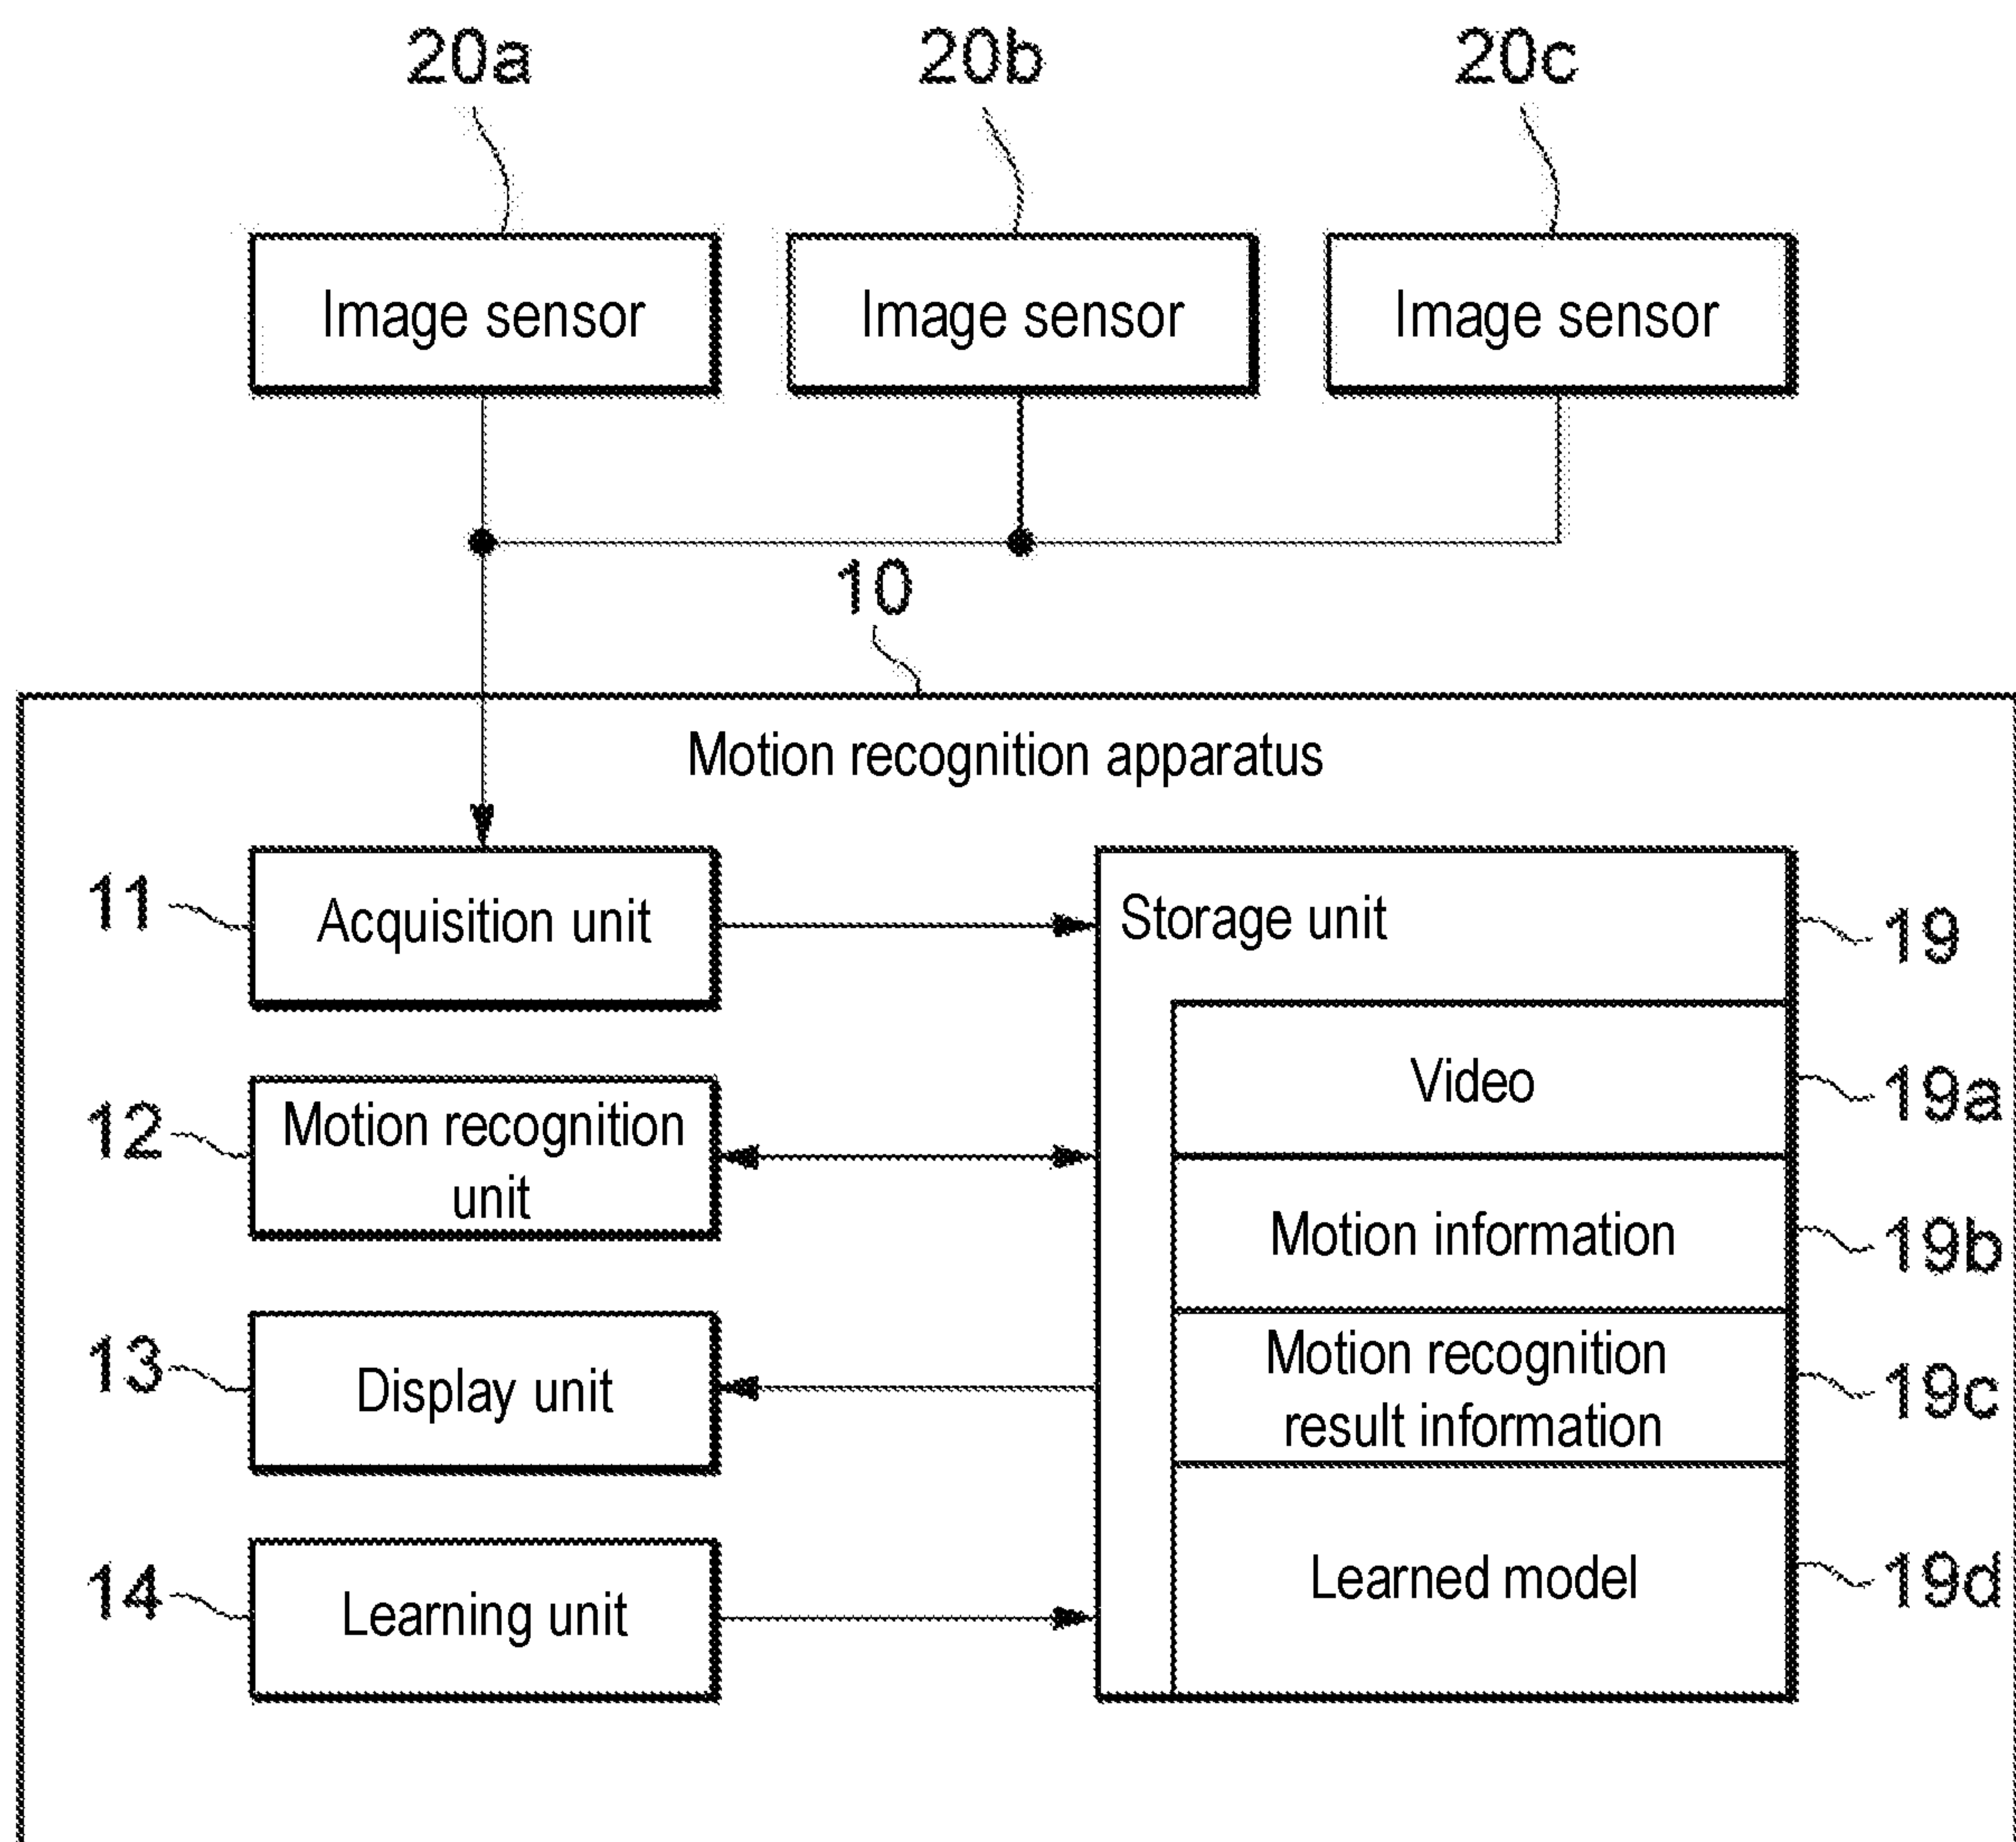 20a 20b 20c
Image sensor Image sensor Image sensor
10
Motion recognition apparatus
11 Acquisition unit Storage unit 19
Video 19a
12 Motion recognition
unit
Motion information 19b
13 Display unit
Motion recognition
result information 19c
14 Learning unit
Learned model 19d